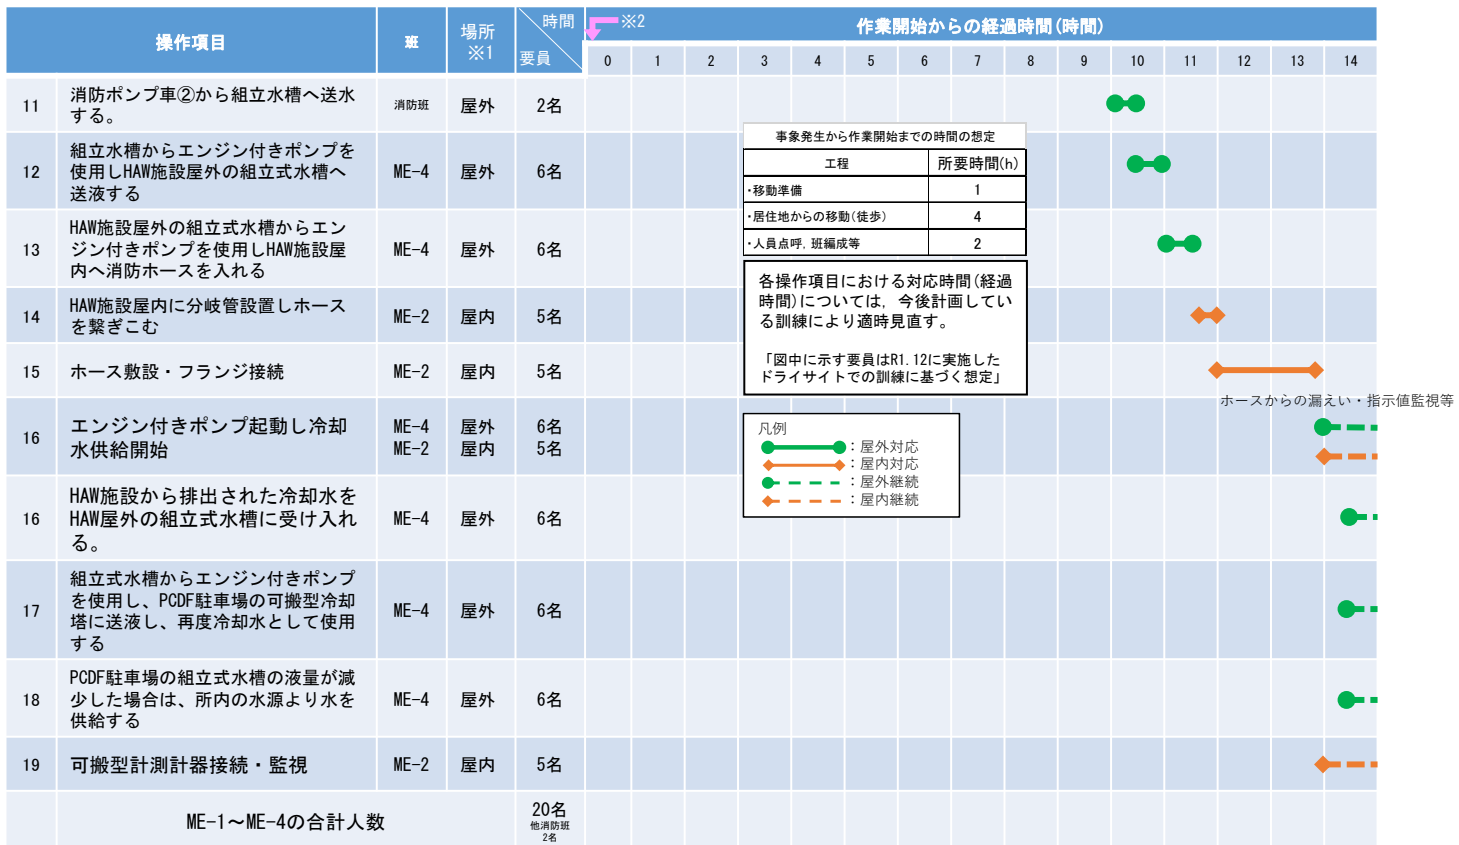 操作項目
班
場所
※1
時間
要員
※2
作業開始からの経過時間(時間)
0 1 2 3 4 5 6 7 8 9 10 11 12 13 14
11
消防ポンプ車②から組立水槽へ送水
する。
消防班
屋外
2名
12
組立水槽からエンジン付きポンプを
使用しHAW施設屋外の組立式水槽へ
送液する
ME-4
屋外
6名
13
HAW施設屋外の組立式水槽からエン
ジン付きポンプを使用しHAW施設屋
内へ消防ホースを入れる
ME-4
屋外
6名
14
HAW施設屋内に分岐管設置しホース
を繋ぎこむ
ME-2
屋内
5名
15
ホース敷設・フランジ接続
ME-2
屋内
5名
16
エンジン付きポンプ起動し冷却
水供給開始
ME-4 屋外 6名
ME-2 屋内 5名
16
HAW施設から排出された冷却水を
HAW屋外の組立式水槽に受け入れ
る。
ME-4
屋外
6名
17
組立式水槽からエンジン付きポンプ
を使用し、PCDF駐車場の可搬型冷却
塔に送液し、再度冷却水として使用
する
ME-4
屋外
6名
18
PCDF駐車場の組立式水槽の液量が減
少した場合は、所内の水源より水を
供給する
ME-4
屋外
6名
19
可搬型計測計器接続・監視
ME-2
屋内
5名
ME-1～ME-4の合計人数
20名
他消防班
2名
事象発生から作業開始までの時間の想定
工程 所要時間(h)
・移動準備 1
・居住地からの移動(徒歩) 4
・人員点呼，班編成等 2
各操作項目における対応時間(経過
時間)については，今後計画してい
る訓練により適時見直す。
「図中に示す要員はR1.12に実施した
ドライサイトでの訓練に基づく想定」
凡例
：屋外対応
：屋内対応
：屋外継続
：屋内継続
ホースからの漏えい・指示値監視等